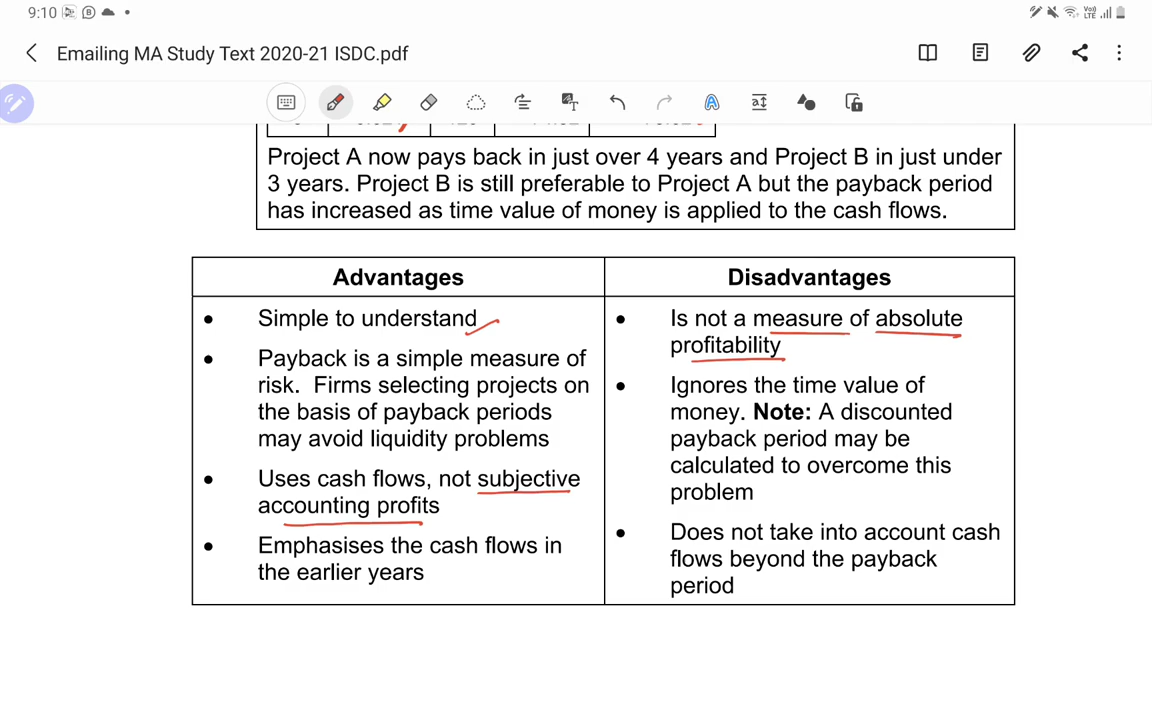 9:10
Vo)) LTE
Emailing MA Study Text 2020-21 ISDC.pdf
Project A now pays back in just over 4 years and Project B in just under
3 years. Project B is still preferable to Project A but the payback period
has increased as time value of money is applied to the cash flows.
Advantages
• Simple to understand
• Payback is a simple measure of
risk. Firms selecting projects on
the basis of payback periods
may avoid liquidity problems
• Uses cash flows, not subjective
accounting profits
• Emphasises the cash flows in
the earlier years
Disadvantages
• Is not a measure of absolute
profitability
• Ignores the time value of
money. Note: A discounted
payback period may be
calculated to overcome this
problem
• Does not take into account cash
flows beyond the payback
period